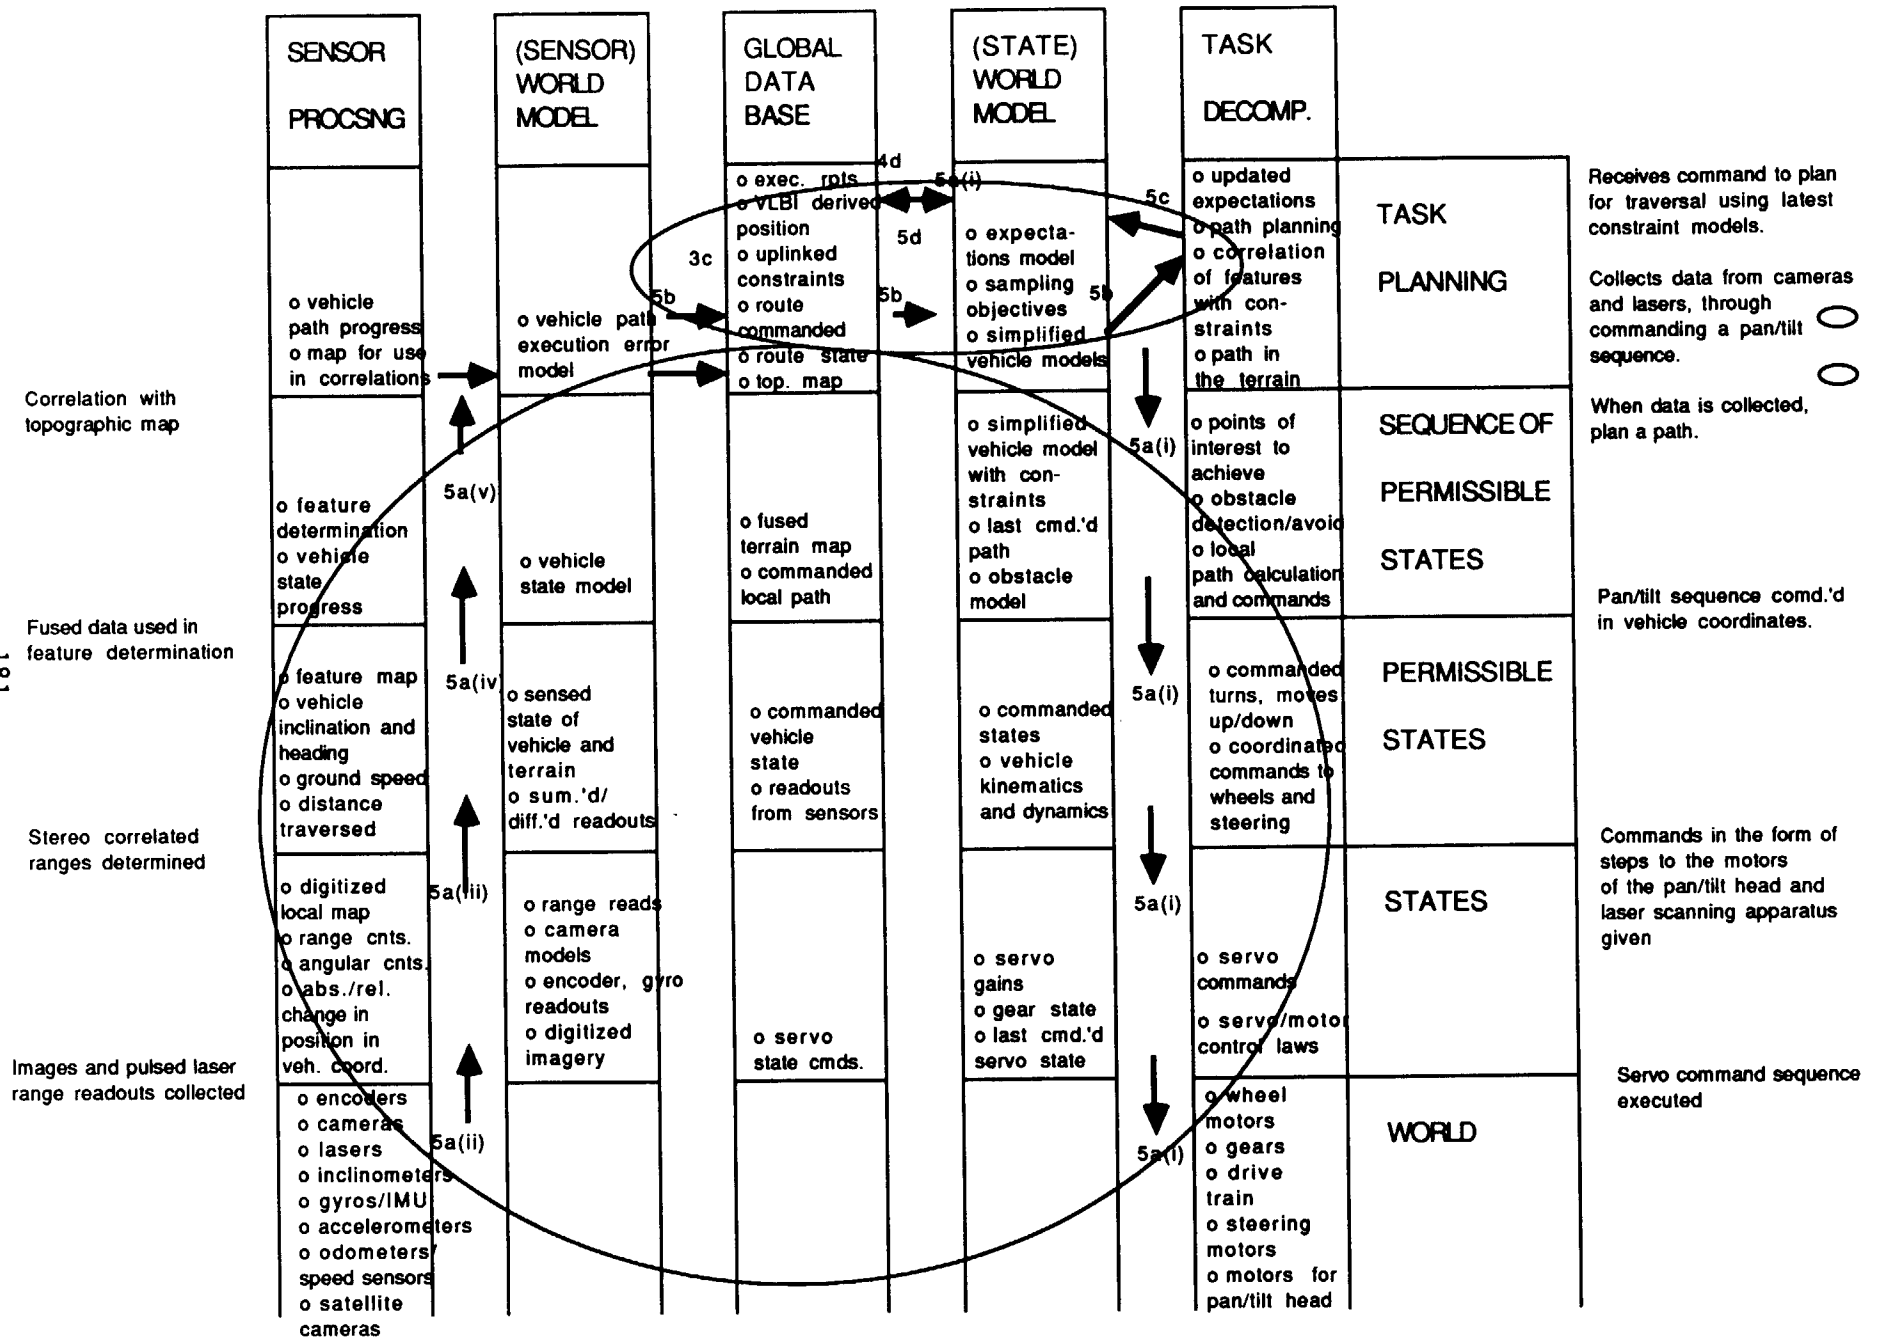 SENSOR
PROCSNG
(SENSOR)
WORLD
MODEL
GLOBAL
DATA
BASE
(STATE)
WORLD
MODEL
TASK
DECOMP.
o vehicle
path progress
o map for use
in correlations
o vehicle path
execution error
model
3c
5b
o exec. rpts
o VLBI derived
position
o uplinked
constraints
o route
commanded
o route state
o top. map
4d
5a(i)
5d
5b
o expecta-
tions model
o sampling
objectives
o simplified
vehicle models
5c
5b
o updated
expectations
o path planning
o correlation
of features
with con-
straints
o path in
the terrain
TASK
PLANNING
Receives command to plan
for traversal using latest
constraint models.
Collects data from cameras
and lasers, through
commanding a pan/tilt
sequence.
When data is collected,
plan a path.
Correlation with
topographic map
o feature
determination
o vehicle
state
progress
5a(v)
o vehicle
state model
o fused
terrain map
o commanded
local path
o simplified
vehicle model
with con-
straints
o last cmd.'d
path
o obstacle
model
5a(i)
o points of
interest to
achieve
o obstacle
detection/avoid
o local
path calculation
and commands
SEQUENCE OF
PERMISSIBLE
STATES
Pan/tilt sequence comd.'d
in vehicle coordinates.
Fused data used in
feature determination
181
o feature map
o vehicle
inclination and
heading
o ground speed
o distance
traversed
5a(iv)
o sensed
state of
vehicle and
terrain
o sum.'d/
diff.'d readouts
o commanded
vehicle
state
o readouts
from sensors
o commanded
states
o vehicle
kinematics
and dynamics
5a(i)
o commanded
turns, moves
up/down
o coordinated
commands to
wheels and
steering
PERMISSIBLE
STATES
Commands in the form of
steps to the motors
of the pan/tilt head and
laser scanning apparatus
given
Stereo correlated
ranges determined
o digitized
local map
o range cnts.
o angular cnts.
o abs./rel.
change in
position in
veh. coord.
5a(iii)
o range reads
o camera
models
o encoder, gyro
readouts
o digitized
imagery
o servo
state cmds.
o servo
gains
o gear state
o last cmd.'d
servo state
5a(i)
o servo
commands
o servo/motor
control laws
STATES
Servo command sequence
executed
Images and pulsed laser
range readouts collected
o encoders
o cameras
o lasers
o inclinometers
o gyros/IMU
o accelerometers
o odometers/
speed sensors
o satellite
cameras
5a(ii)
5a(i)
o wheel
motors
o gears
o drive
train
o steering
motors
o motors for
pan/tilt head
WORLD